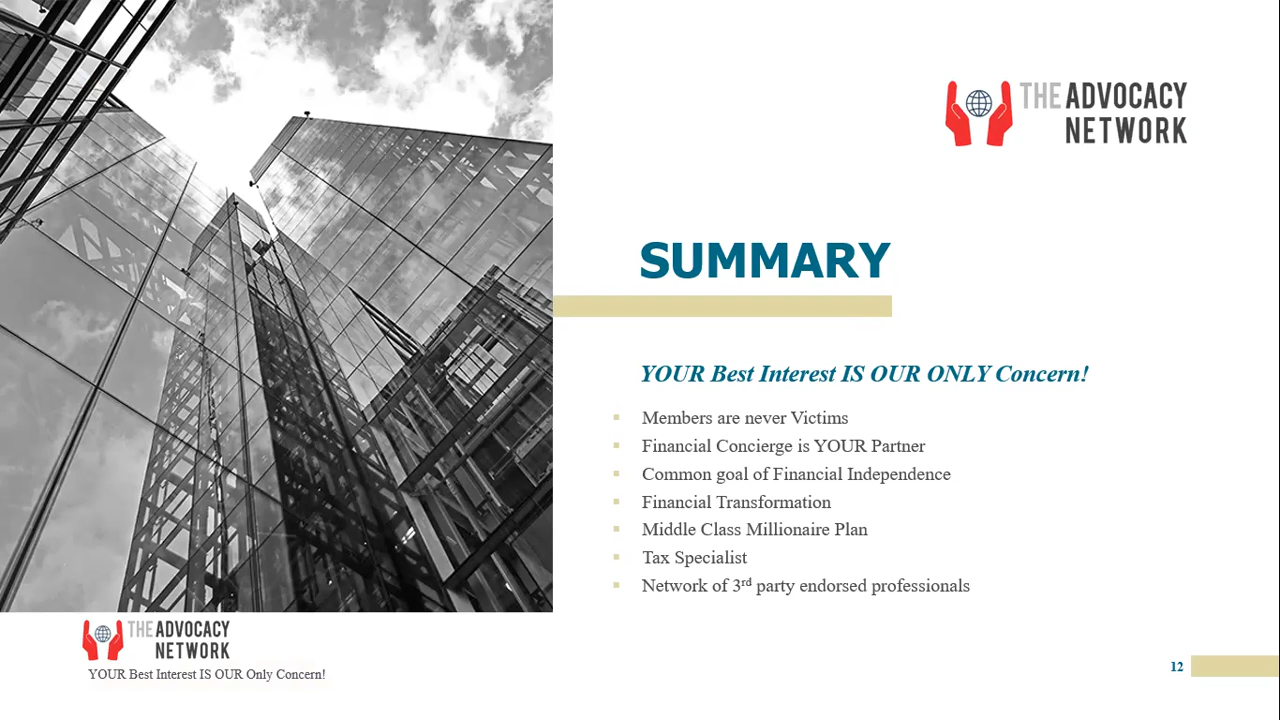 THE ADVOCACY
NETWORK
SUMMARY
YOUR Best Interest IS OUR ONLY Concern!
Members are never Victims
Financial Concierge is YOUR Partner
Common goal of Financial Independence
Financial Transformation
Middle Class Millionaire Plan
Tax Specialist
Network of 3rd party endorsed professionals
THE ADVOCACY
NETWORK
YOUR Best Interest IS OUR Only Concern!
12